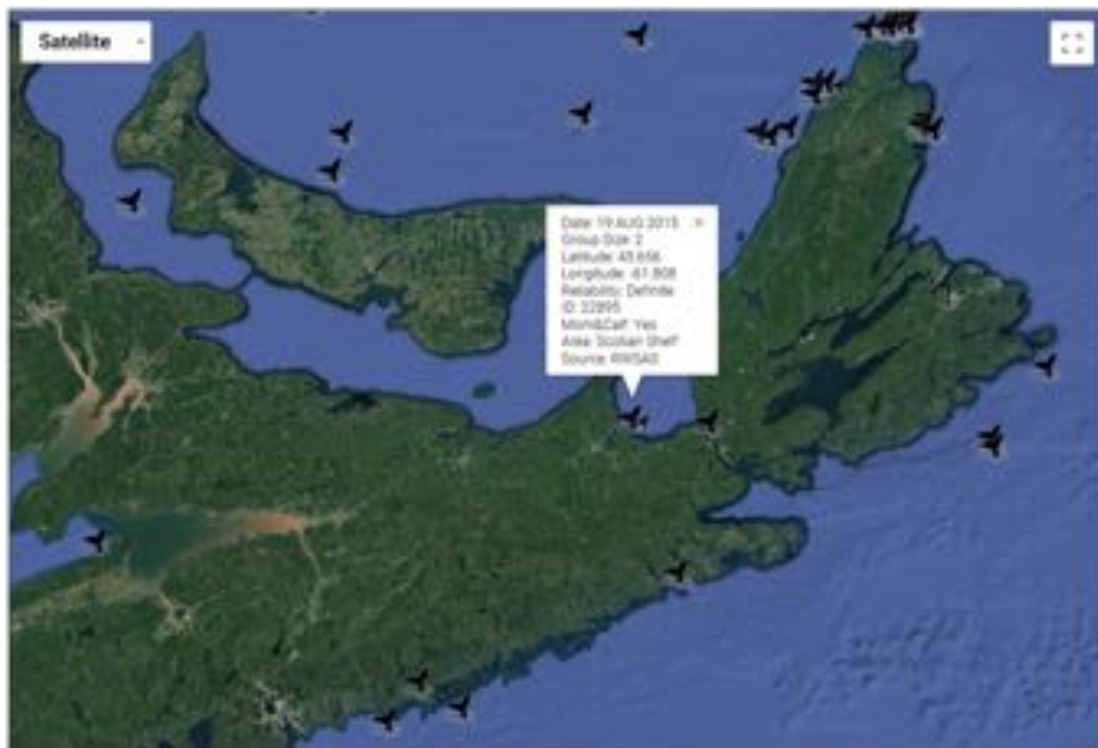 Satellite
Date: 19 AUG 2015
Group Size: 2
Latitude: 45.656
Longitude: -61.808
Reliability: Definite
ID: 22895
Mom&Calf: Yes
Area: Scotian Shelf
Source: RWSAS